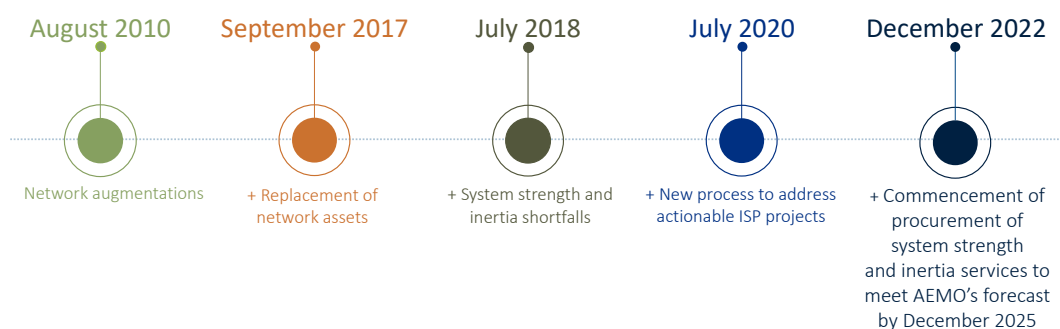 August 2010
September 2017
July 2018
July 2020
December 2022
Network augmentations
+ Replacement of
network assets
+ System strength and
inertia shortfalls
+ New process to address
actionable ISP projects
+ Commencement of
procurement of
system strength
and inertia services to
meet AEMO’s forecast
by December 2025